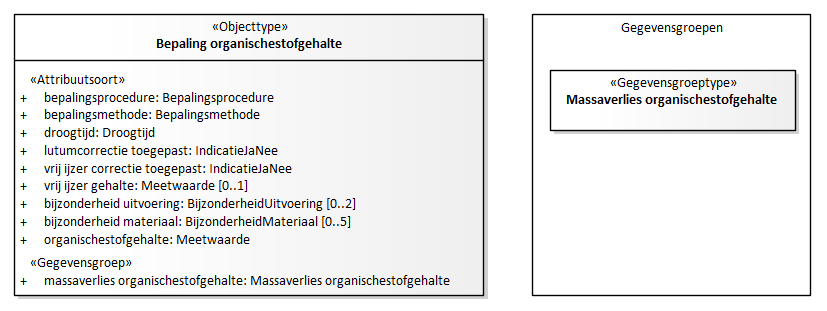 «Objecttype»
Bepaling organischestofgehalte
«Attribuutsoort»
+ bepalingsprocedure: Bepalingsprocedure
+ bepalingsmethode: Bepalingsmethode
+ droogtijd: Droogtijd
+ lutumcorrectie toegepast: IndicatieJaNee
+ vrij ijzer correctie toegepast: IndicatieJaNee
+ vrij ijzer gehalte: Meetwaarde [0..1]
+ bijzonderheid uitvoering: BijzonderheidUitvoering [0..2]
+ bijzonderheid materiaal: BijzonderheidMateriaal [0..5]
+ organischestofgehalte: Meetwaarde
«Gegevensgroep»
+ massaverlies organischestofgehalte: Massaverlies organischestofgehalte
Gegevensgroepen
«Gegevensgroeptype»
Massaverlies organischestofgehalte